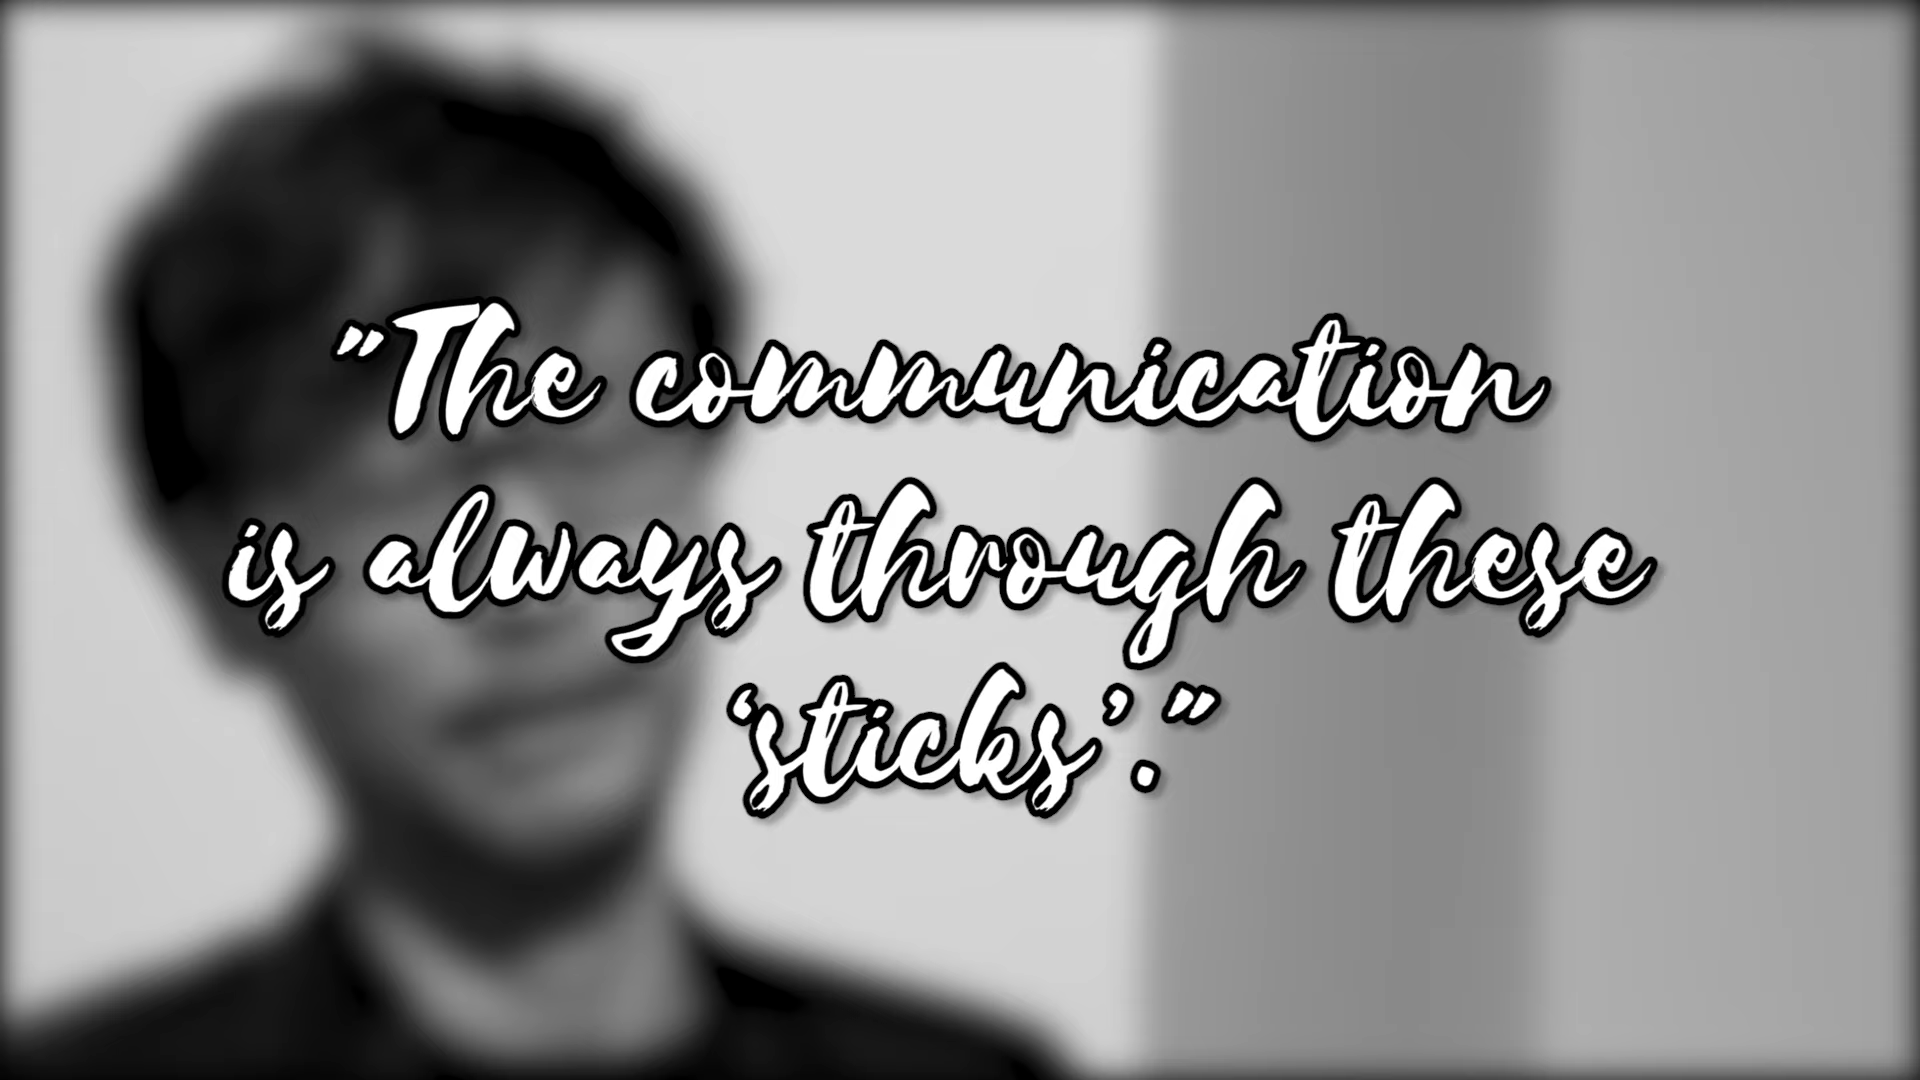 "The communication
is always through these
‘sticks’."